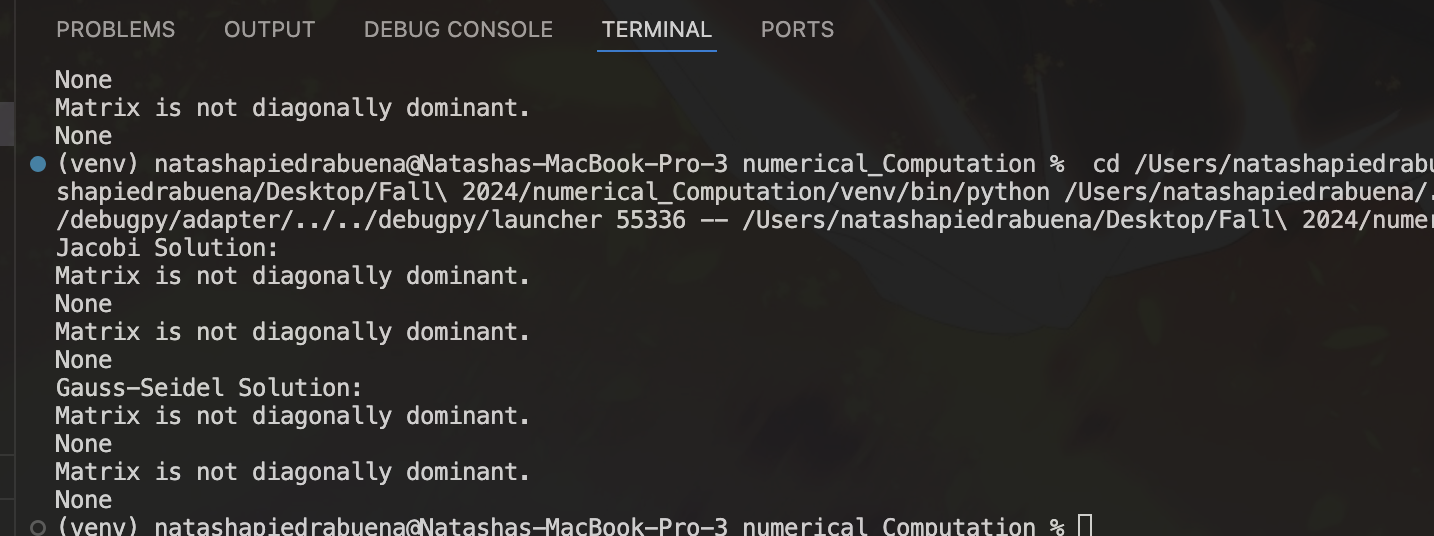 PROBLEMS OUTPUT DEBUG CONSOLE TERMINAL PORTS
None
Matrix is not diagonally dominant.
None
(venv) natashapiedrabuena@Natashas-MacBook-Pro-3 numerical_Computation % cd /Users/natashapiedrabu
shapiedrabuena/Desktop/Fall\ 2024/numerical_Computation/venv/bin/python /Users/natashapiedrabuena/.
/debugpy/adapter/../../debugpy/launcher 55336 -- /Users/natashapiedrabuena/Desktop/Fall\ 2024/numer
Jacobi Solution:
Matrix is not diagonally dominant.
None
Matrix is not diagonally dominant.
None
Gauss-Seidel Solution:
Matrix is not diagonally dominant.
None
Matrix is not diagonally dominant.
None
(venv) natashapiedrabuena@Natashas-MacBook-Pro-3 numerical_Computation %